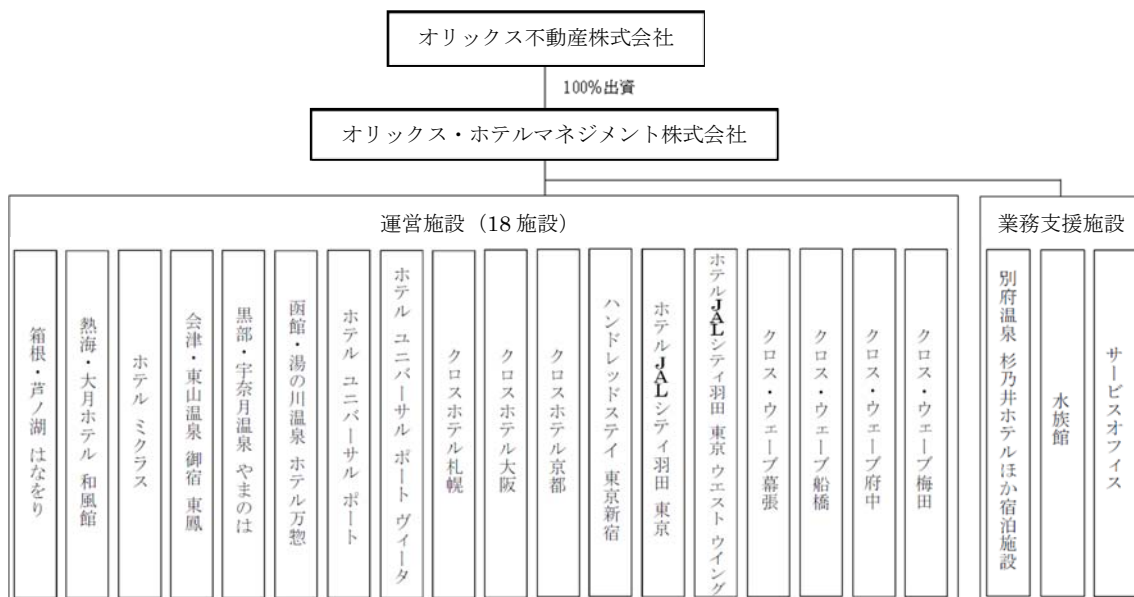 オリックス不動産株式会社
100%出資
オリックス・ホテルマネジメント株式会社
運営施設（18 施設）
業務支援施設
箱根・芦ノ湖 はなをり
熱海・大月ホテル 和風館
ホテル ミクラス
会津・東山温泉 御宿 東鳳
黒部・宇奈月温泉 やまのは
函館・湯の川温泉 ホテル万惣
ホテル ユニバーサル ポート
ホテル ユニバーサル ポート ヴィータ
クロスホテル札幌
クロスホテル大阪
クロスホテル京都
ハンドレッドステイ 東京新宿
ホテルJALシティ羽田 東京
ホテルJALシティ羽田 東京 ウエスト ウイング
クロス・ウェーブ幕張
クロス・ウェーブ船橋
クロス・ウェーブ府中
クロス・ウェーブ梅田
別府温泉 杉乃井ホテルほか宿泊施設
水族館
サービスオフィス